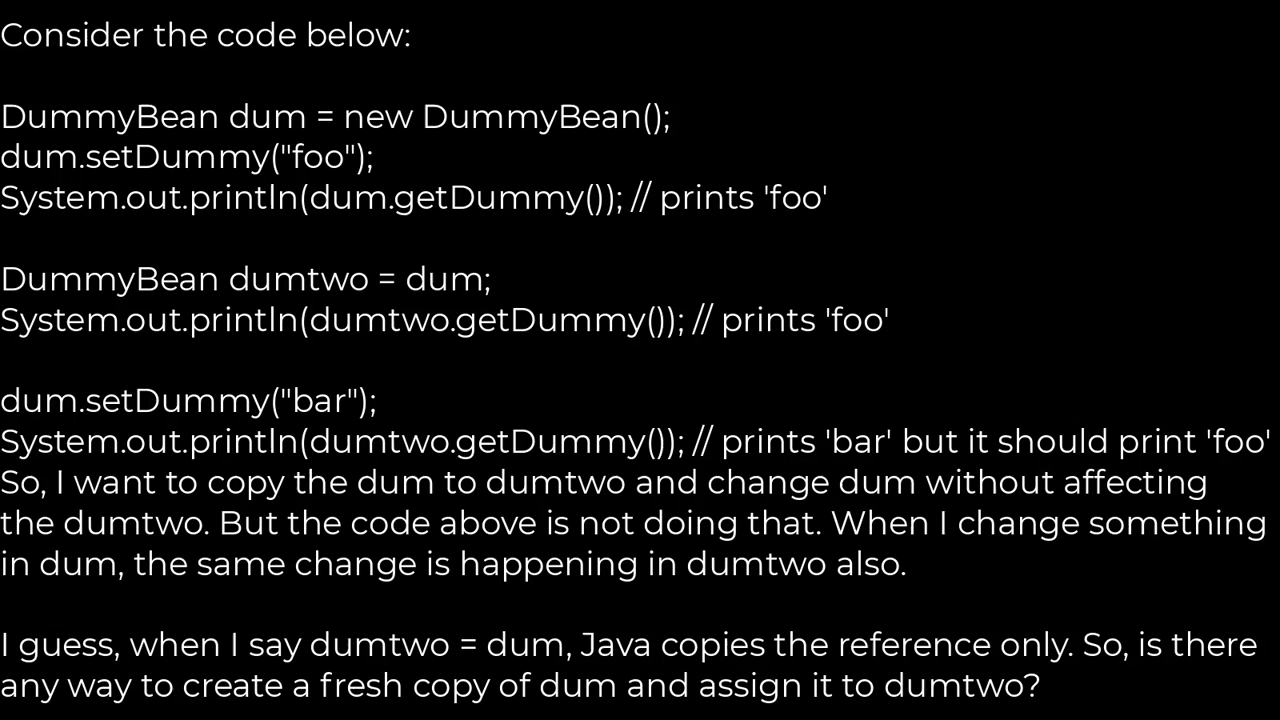 Consider the code below:
DummyBean dum = new DummyBean();
dum.setDummy("foo");
System.out.println(dum.getDummy()); // prints 'foo'
DummyBean dumtwo = dum;
System.out.println(dumtwo.getDummy()); // prints 'foo'
dum.setDummy("bar");
System.out.println(dumtwo.getDummy()); // prints 'bar' but it should print 'foo'
So, I want to copy the dum to dumtwo and change dum without affecting
the dumtwo. But the code above is not doing that. When I change something
in dum, the same change is happening in dumtwo also.
I guess, when I say dumtwo = dum, Java copies the reference only. So, is there
any way to create a fresh copy of dum and assign it to dumtwo?